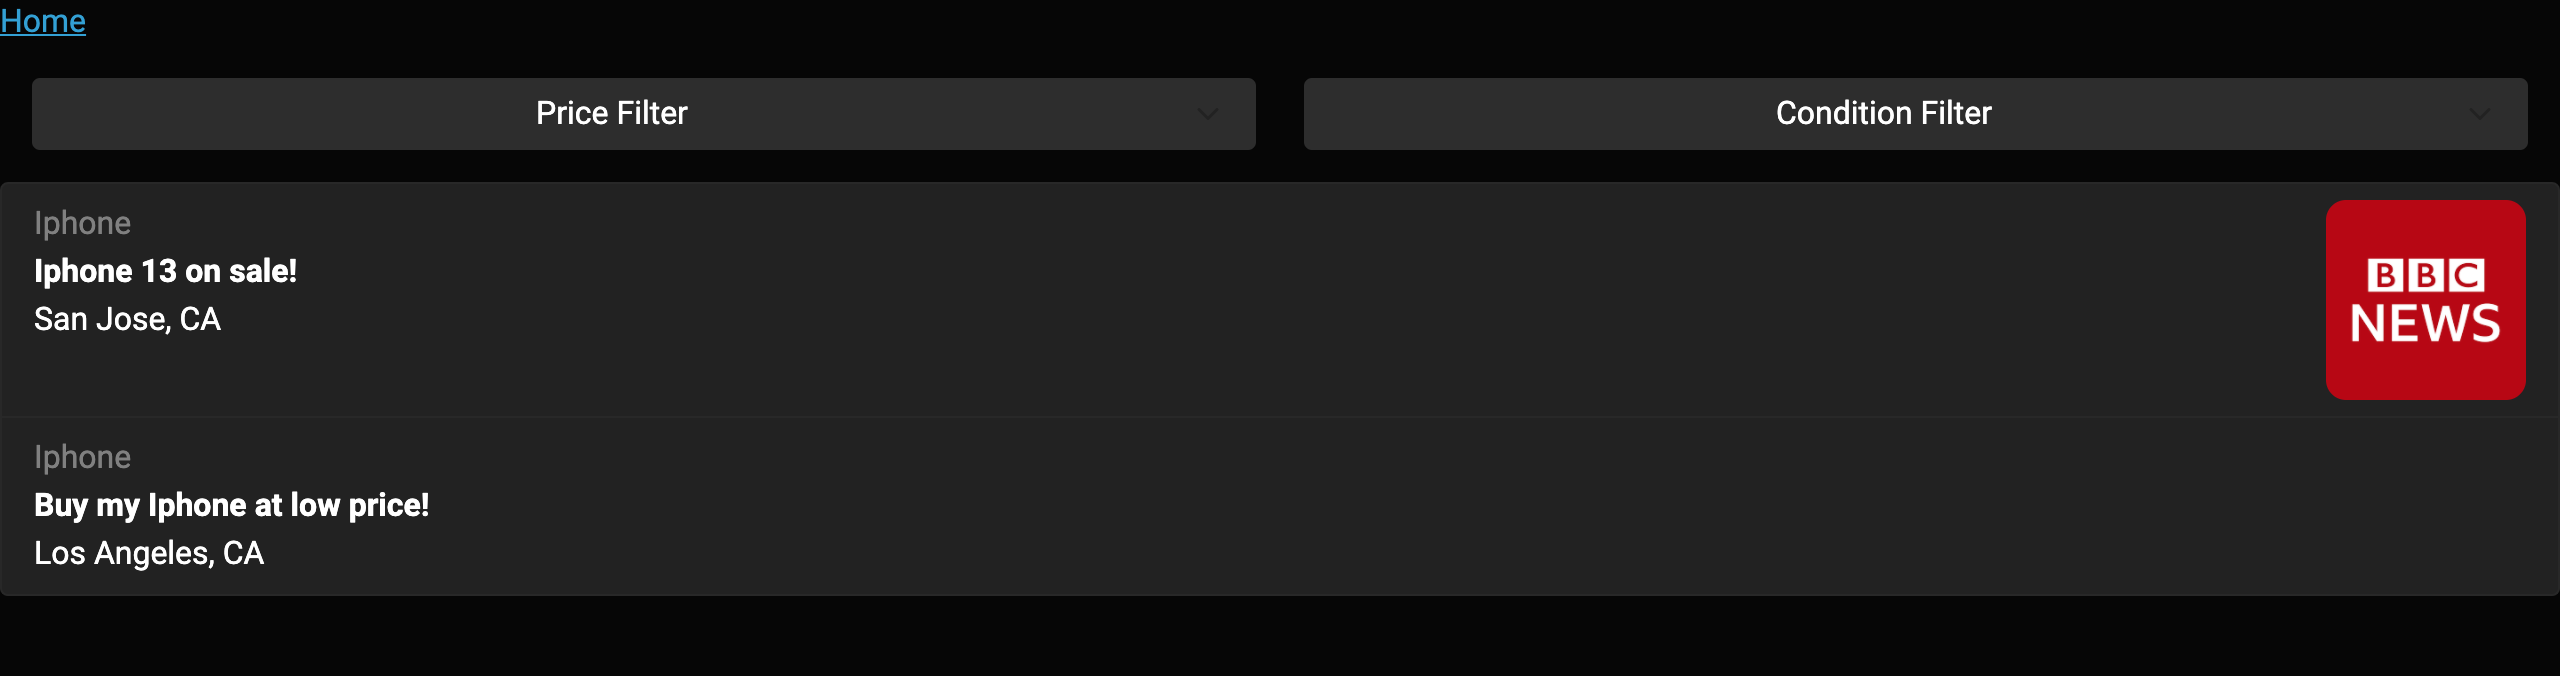 Home
Price Filter
Condition Filter
Iphone
Iphone 13 on sale!
San Jose, CA
BBC
NEWS
Iphone
Buy my Iphone at low price!
Los Angeles, CA